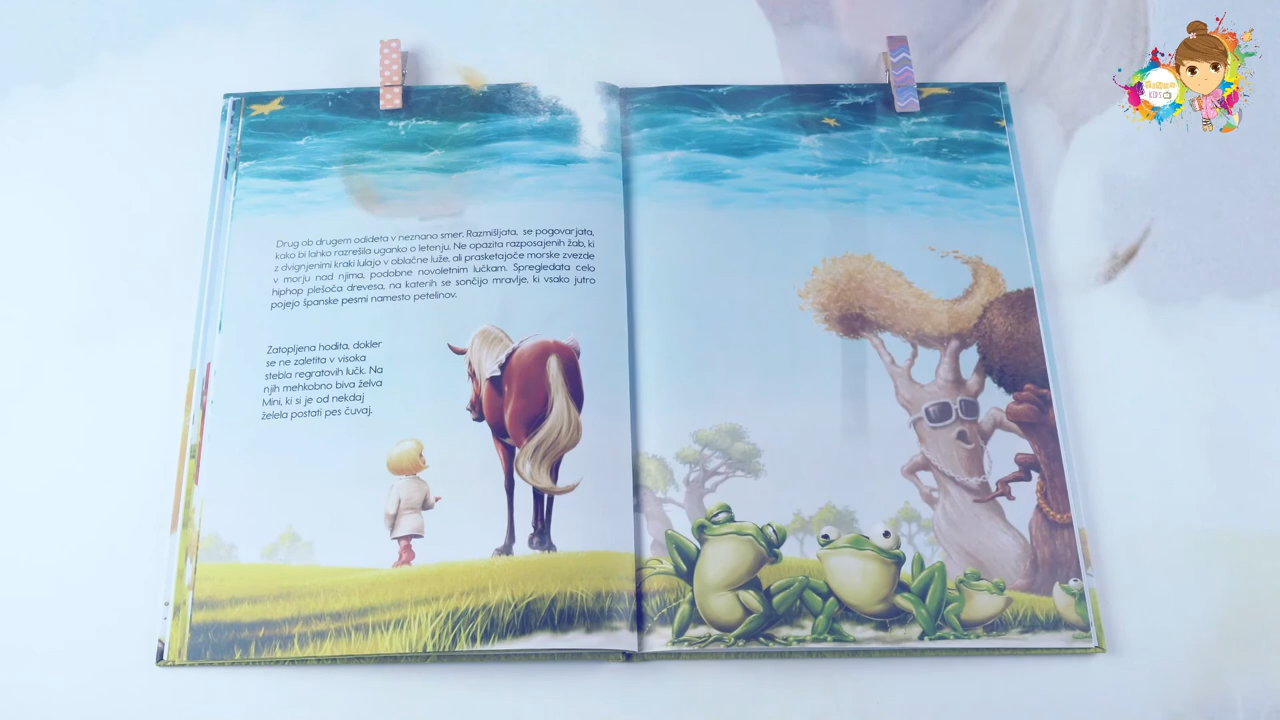 Drug ob drugem odideta v neznano smer. Razmišljata, se pogovarjata,
kako bi lahko razrešila uganko o letenju. Ne opazita razposajenih žab, ki
z dvignjenimi kraki lulajo v oblačne luže, ali prasketajoče morske zvezde
v morju nad njima, podobne novoletnim lučkam. Spregledata celo
hiphop plešoča drevesa, na katerih se sončijo mravlje, ki vsako jutro
pojejo španske pesmi namesto petelinov.
Zatopljena hodita, dokler
se ne zaletita v visoka
stebla regratovih lučk. Na
njih mehkobno biva želva
Mini, ki si je od nekdaj
želela postati pes čuvaj.
KIDS